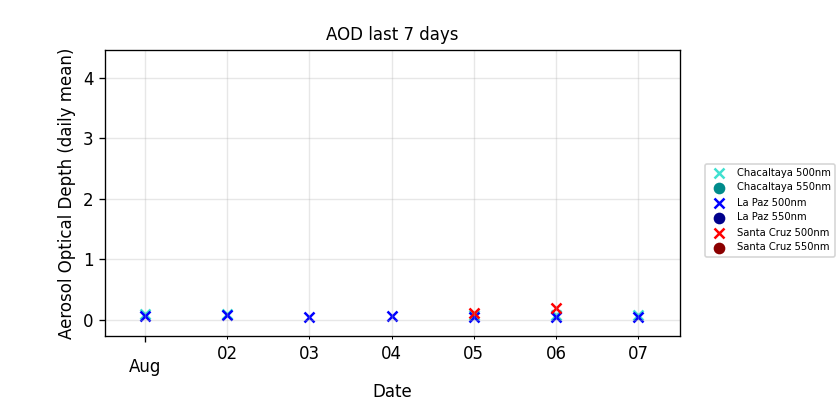 AOD last 7 days
Aerosol Optical Depth (daily mean)
4
3
2
1
0
Aug
02
03
04
05
06
07
Date
Chacaltaya 500nm
Chacaltaya 550nm
La Paz 500nm
La Paz 550nm
Santa Cruz 500nm
Santa Cruz 550nm